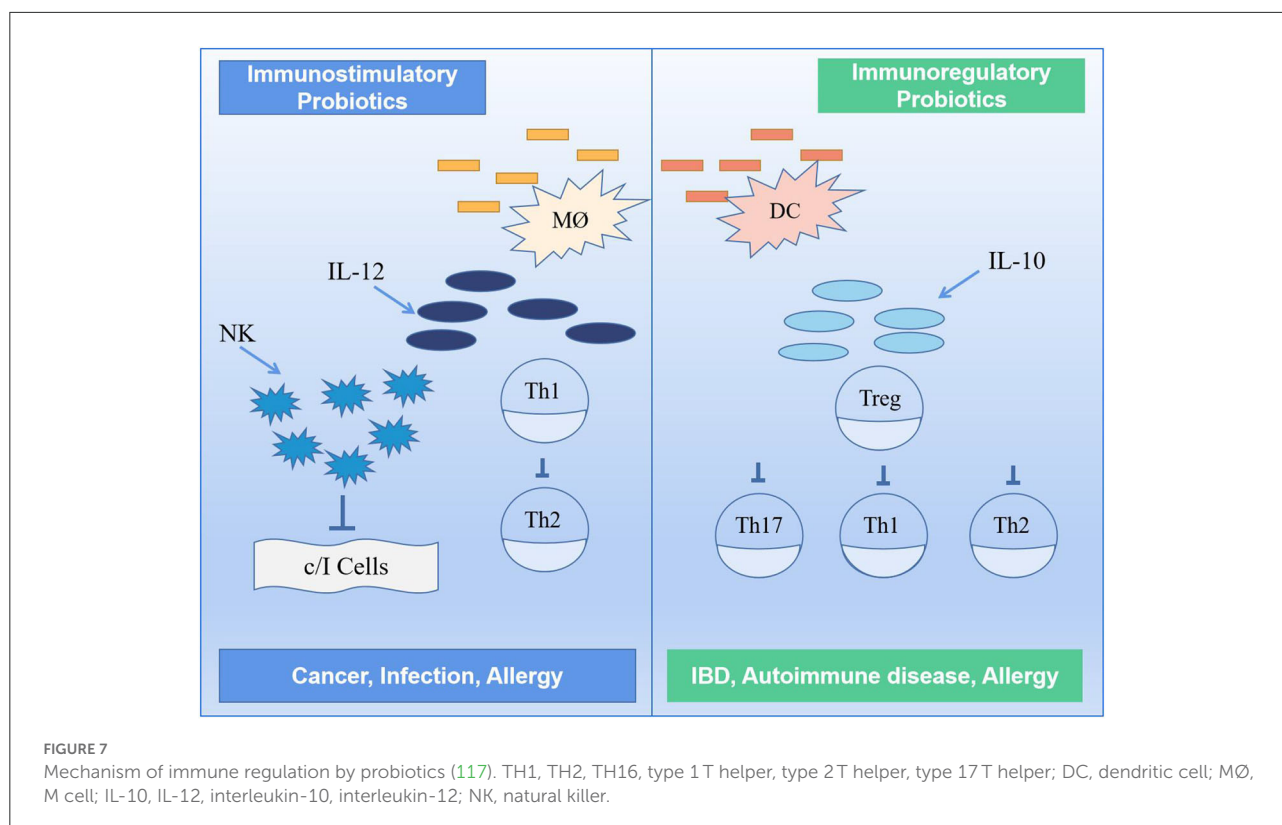 Immunostimulatory
Probiotics
MØ
IL-12
NK
Th1
Th2
c/I Cells
Cancer, Infection, Allergy
Immunoregulatory
Probiotics
DC
IL-10
Treg
Th17
Th1
Th2
IBD, Autoimmune disease, Allergy
FIGURE 7
Mechanism of immune regulation by probiotics (117). TH1, TH2, TH16, type 1 T helper, type 2 T helper, type 17 T helper; DC, dendritic cell; MØ,
M cell; IL-10, IL-12, interleukin-10, interleukin-12; NK, natural killer.